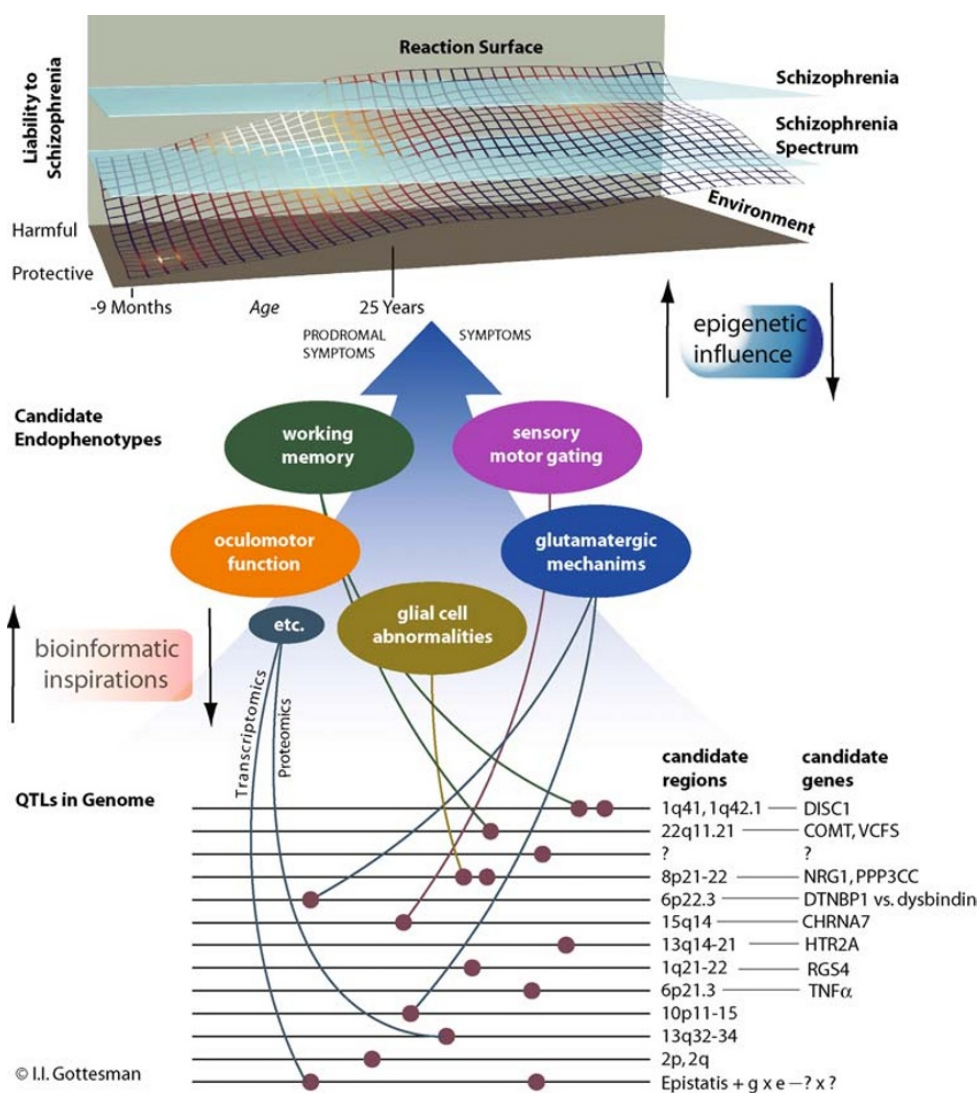 Reaction Surface
Liability to
Schizophrenia
Schizophrenia
Schizophrenia
Spectrum
Environment
Harmful
Protective
-9 Months
Age
25 Years
PRODROMAL
SYMPTOMS
SYMPTOMS
epigenetic
influence
Candidate
Endophenotypes
working
memory
sensory
motor gating
oculomotor
function
glutamatergic
mechanims
etc.
glial cell
abnormalities
bioinformatic
inspirations
Transcriptomics
Proteomics
QTLs in Genome
candidate
regions
candidate
genes
1q41, 1q42.1 DISC1
22q11.21 COMT, VCFS
? ?
8p21-22 NRG1, PPP3CC
6p22.3 DTNBP1 vs. dysbindin
15q14 CHRNA7
13q14-21 HTR2A
1q21-22 RGS4
6p21.3 TNFα
10p11-15
13q32-34
2p, 2q
Epistatis + g x e —? x ?
© I.I. Gottesman